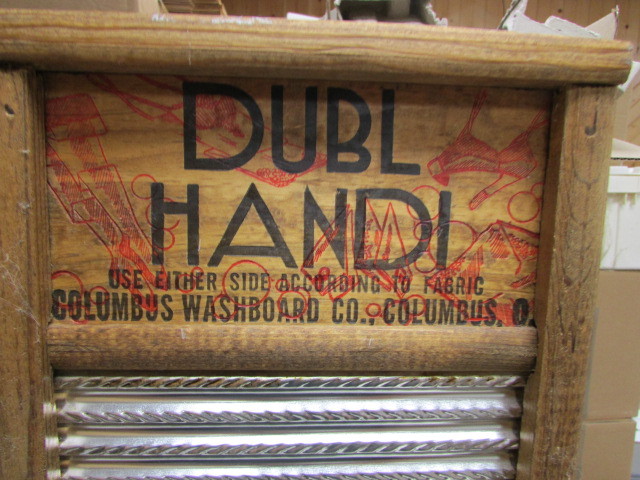 DUBL
HANDI
USE EITHER SIDE ACCORDING TO FABRIC
COLUMBUS WASHBOARD CO., COLUMBUS, O.